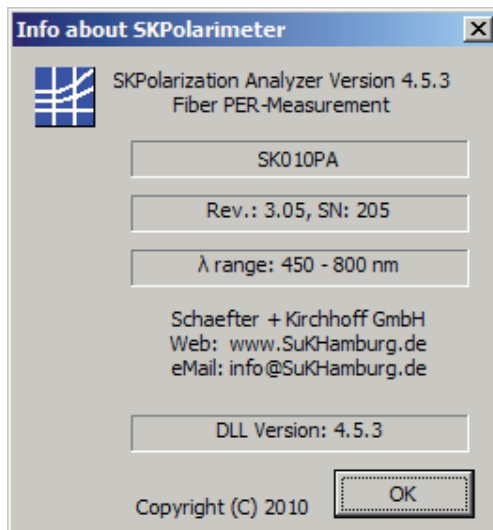 Info about SKPolarimeter
SKPolarization Analyzer Version 4.5.3
Fiber PER-Measurement
SK010PA
Rev.: 3.05, SN: 205
λ range: 450 - 800 nm
Schaefter + Kirchhoff GmbH
Web: www.SuKHamburg.de
eMail: info@SuKHamburg.de
DLL Version: 4.5.3
Copyright (C) 2010
OK